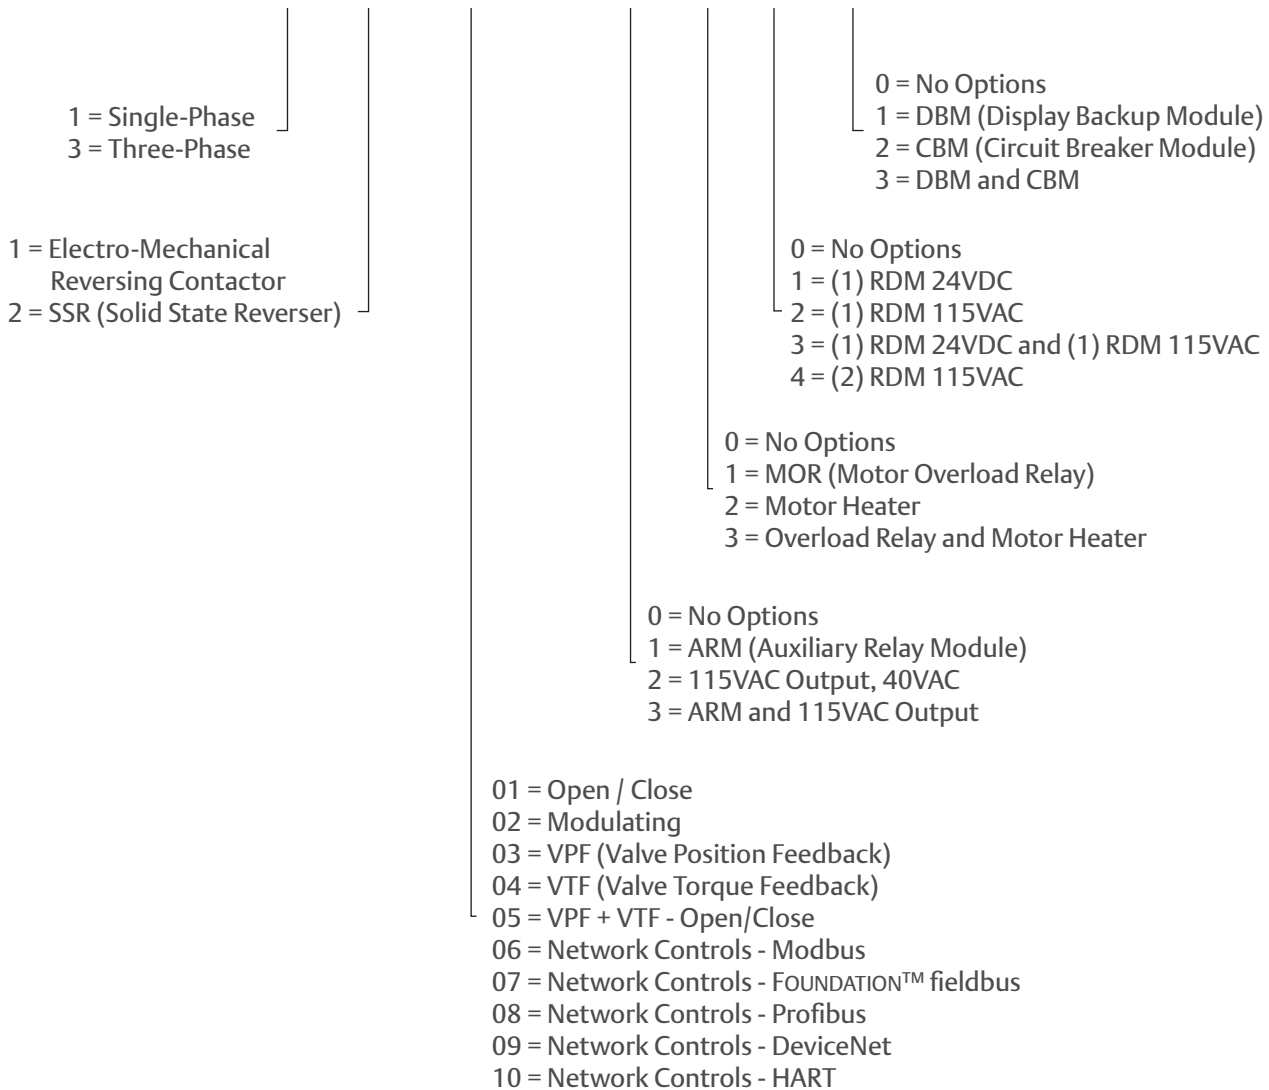 1 = Single-Phase
3 = Three-Phase
1 = Electro-Mechanical
Reversing Contactor
2 = SSR (Solid State Reverser)
0 = No Options
1 = DBM (Display Backup Module)
2 = CBM (Circuit Breaker Module)
3 = DBM and CBM
0 = No Options
1 = (1) RDM 24VDC
2 = (1) RDM 115VAC
3 = (1) RDM 24VDC and (1) RDM 115VAC
4 = (2) RDM 115VAC
0 = No Options
1 = MOR (Motor Overload Relay)
2 = Motor Heater
3 = Overload Relay and Motor Heater
0 = No Options
1 = ARM (Auxiliary Relay Module)
2 = 115VAC Output, 40VAC
3 = ARM and 115VAC Output
01 = Open / Close
02 = Modulating
03 = VPF (Valve Position Feedback)
04 = VTF (Valve Torque Feedback)
05 = VPF + VTF - Open/Close
06 = Network Controls - Modbus
07 = Network Controls - FOUNDATION™ fieldbus
08 = Network Controls - Profibus
09 = Network Controls - DeviceNet
10 = Network Controls - HART